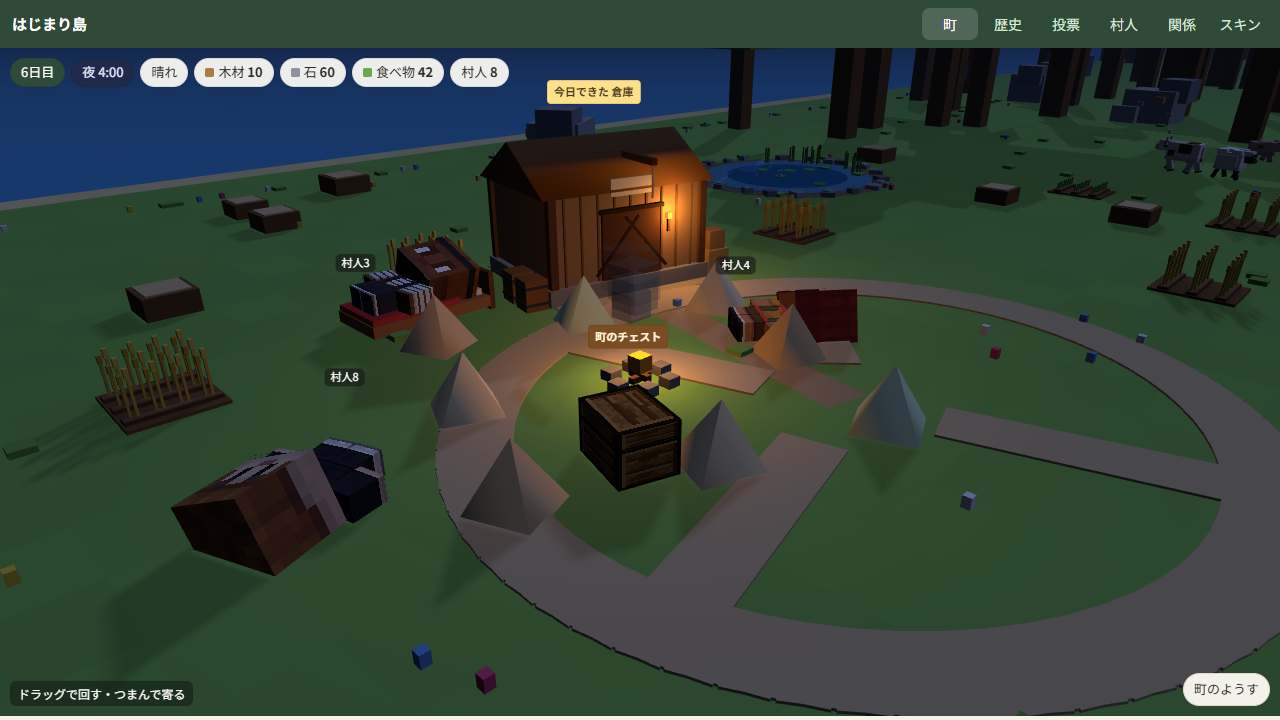 はじまり島
町
歴史
投票
村人
関係
スキン
6日目
夜 4:00
晴れ
木材 10
石 60
食べ物 42
村人 8
今日できた 倉庫
村人3
村人4
町のチェスト
村人8
ドラッグで回す・つまんで寄る
町のようす